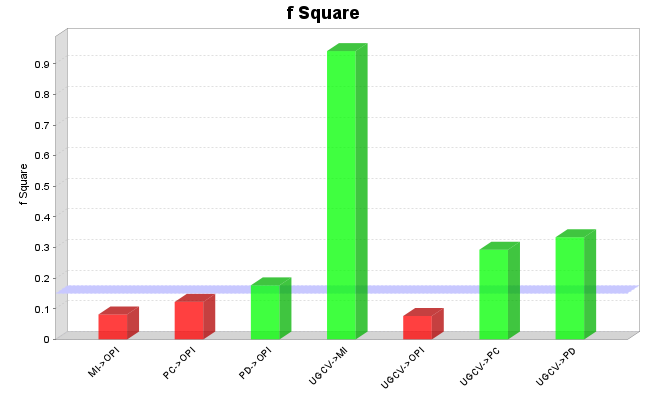 f Square
0.9
0.8
0.7
0.6
0.5
0.4
0.3
0.2
0.1
0
f Square
MI->OPI
PC->OPI
PD->OPI
UGCV->MI
UGCV->OPI
UGCV->PC
UGCV->PD